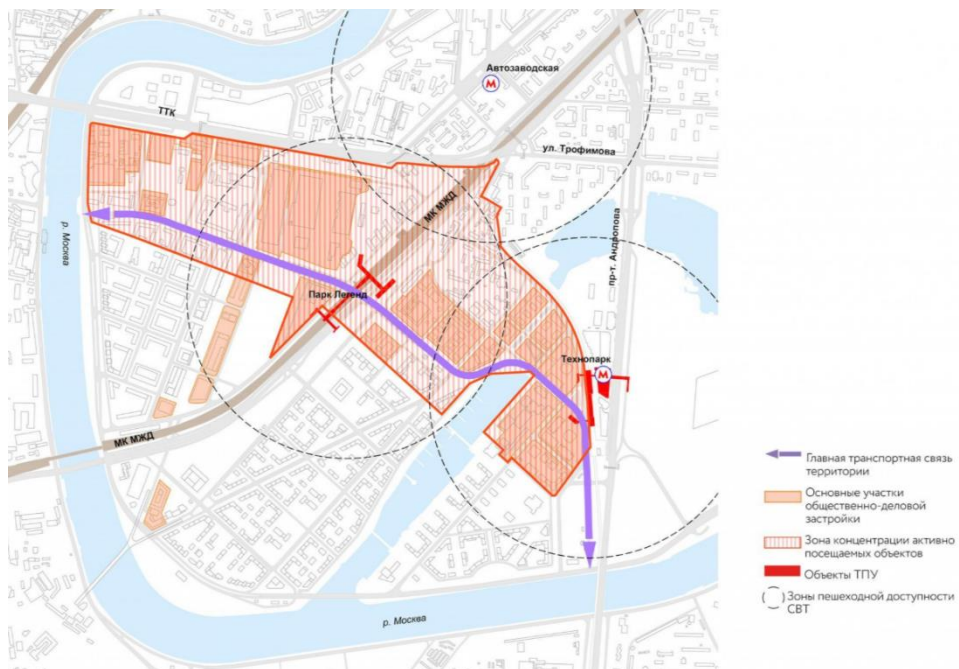 Автозаводская
М
ТТК
ул. Трофимова
МК МЖД
р. Москва
пр-т. Андропова
Парк Легенд
Технопарк
М
МК МЖД
р. Москва
Главная транспортная связь
территории
Основные участки
общественно-деловой
застройки
Зона концентрации активно
посещаемых объектов
Объекты ТПУ
Зоны пешеходной доступности
СВТ